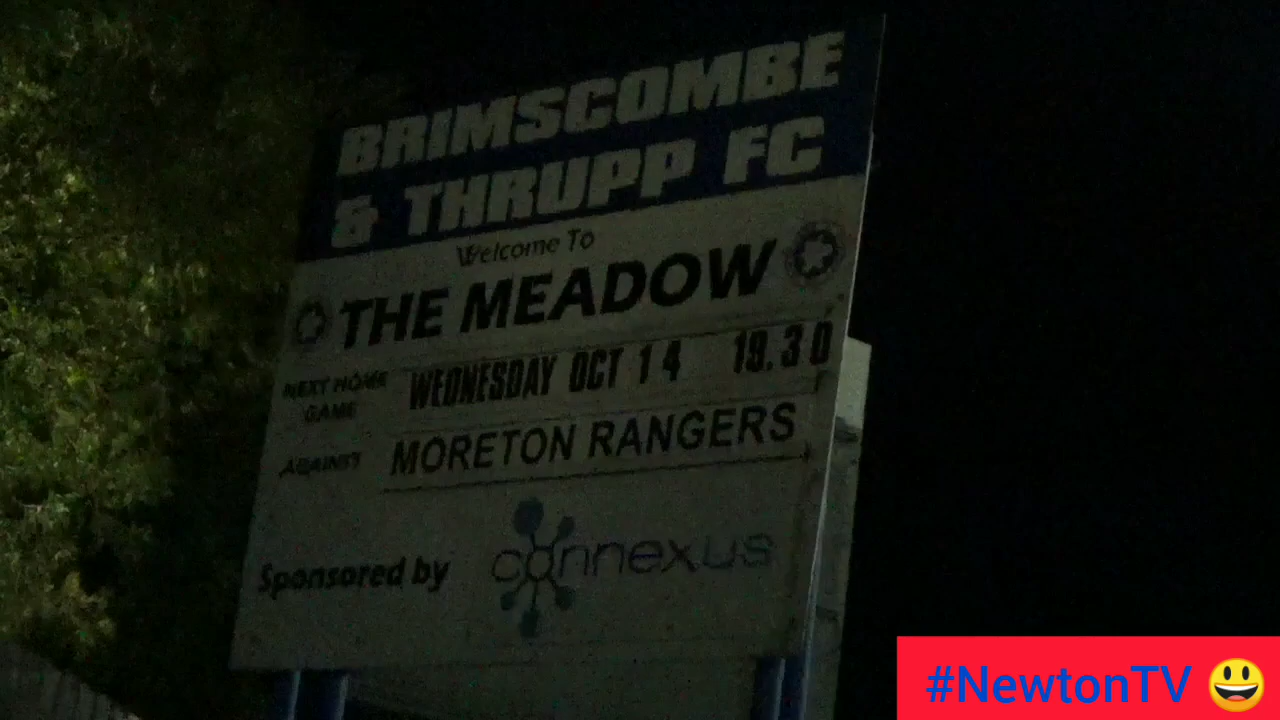 BRIMSCOMBE
& THRUPP FC
Welcome To
THE MEADOW
NEXT HOME
GAME
WEDNESDAY OCT 14 19.30
AGAINST
MORETON RANGERS
Sponsored by
connexus
#NewtonTV 😃